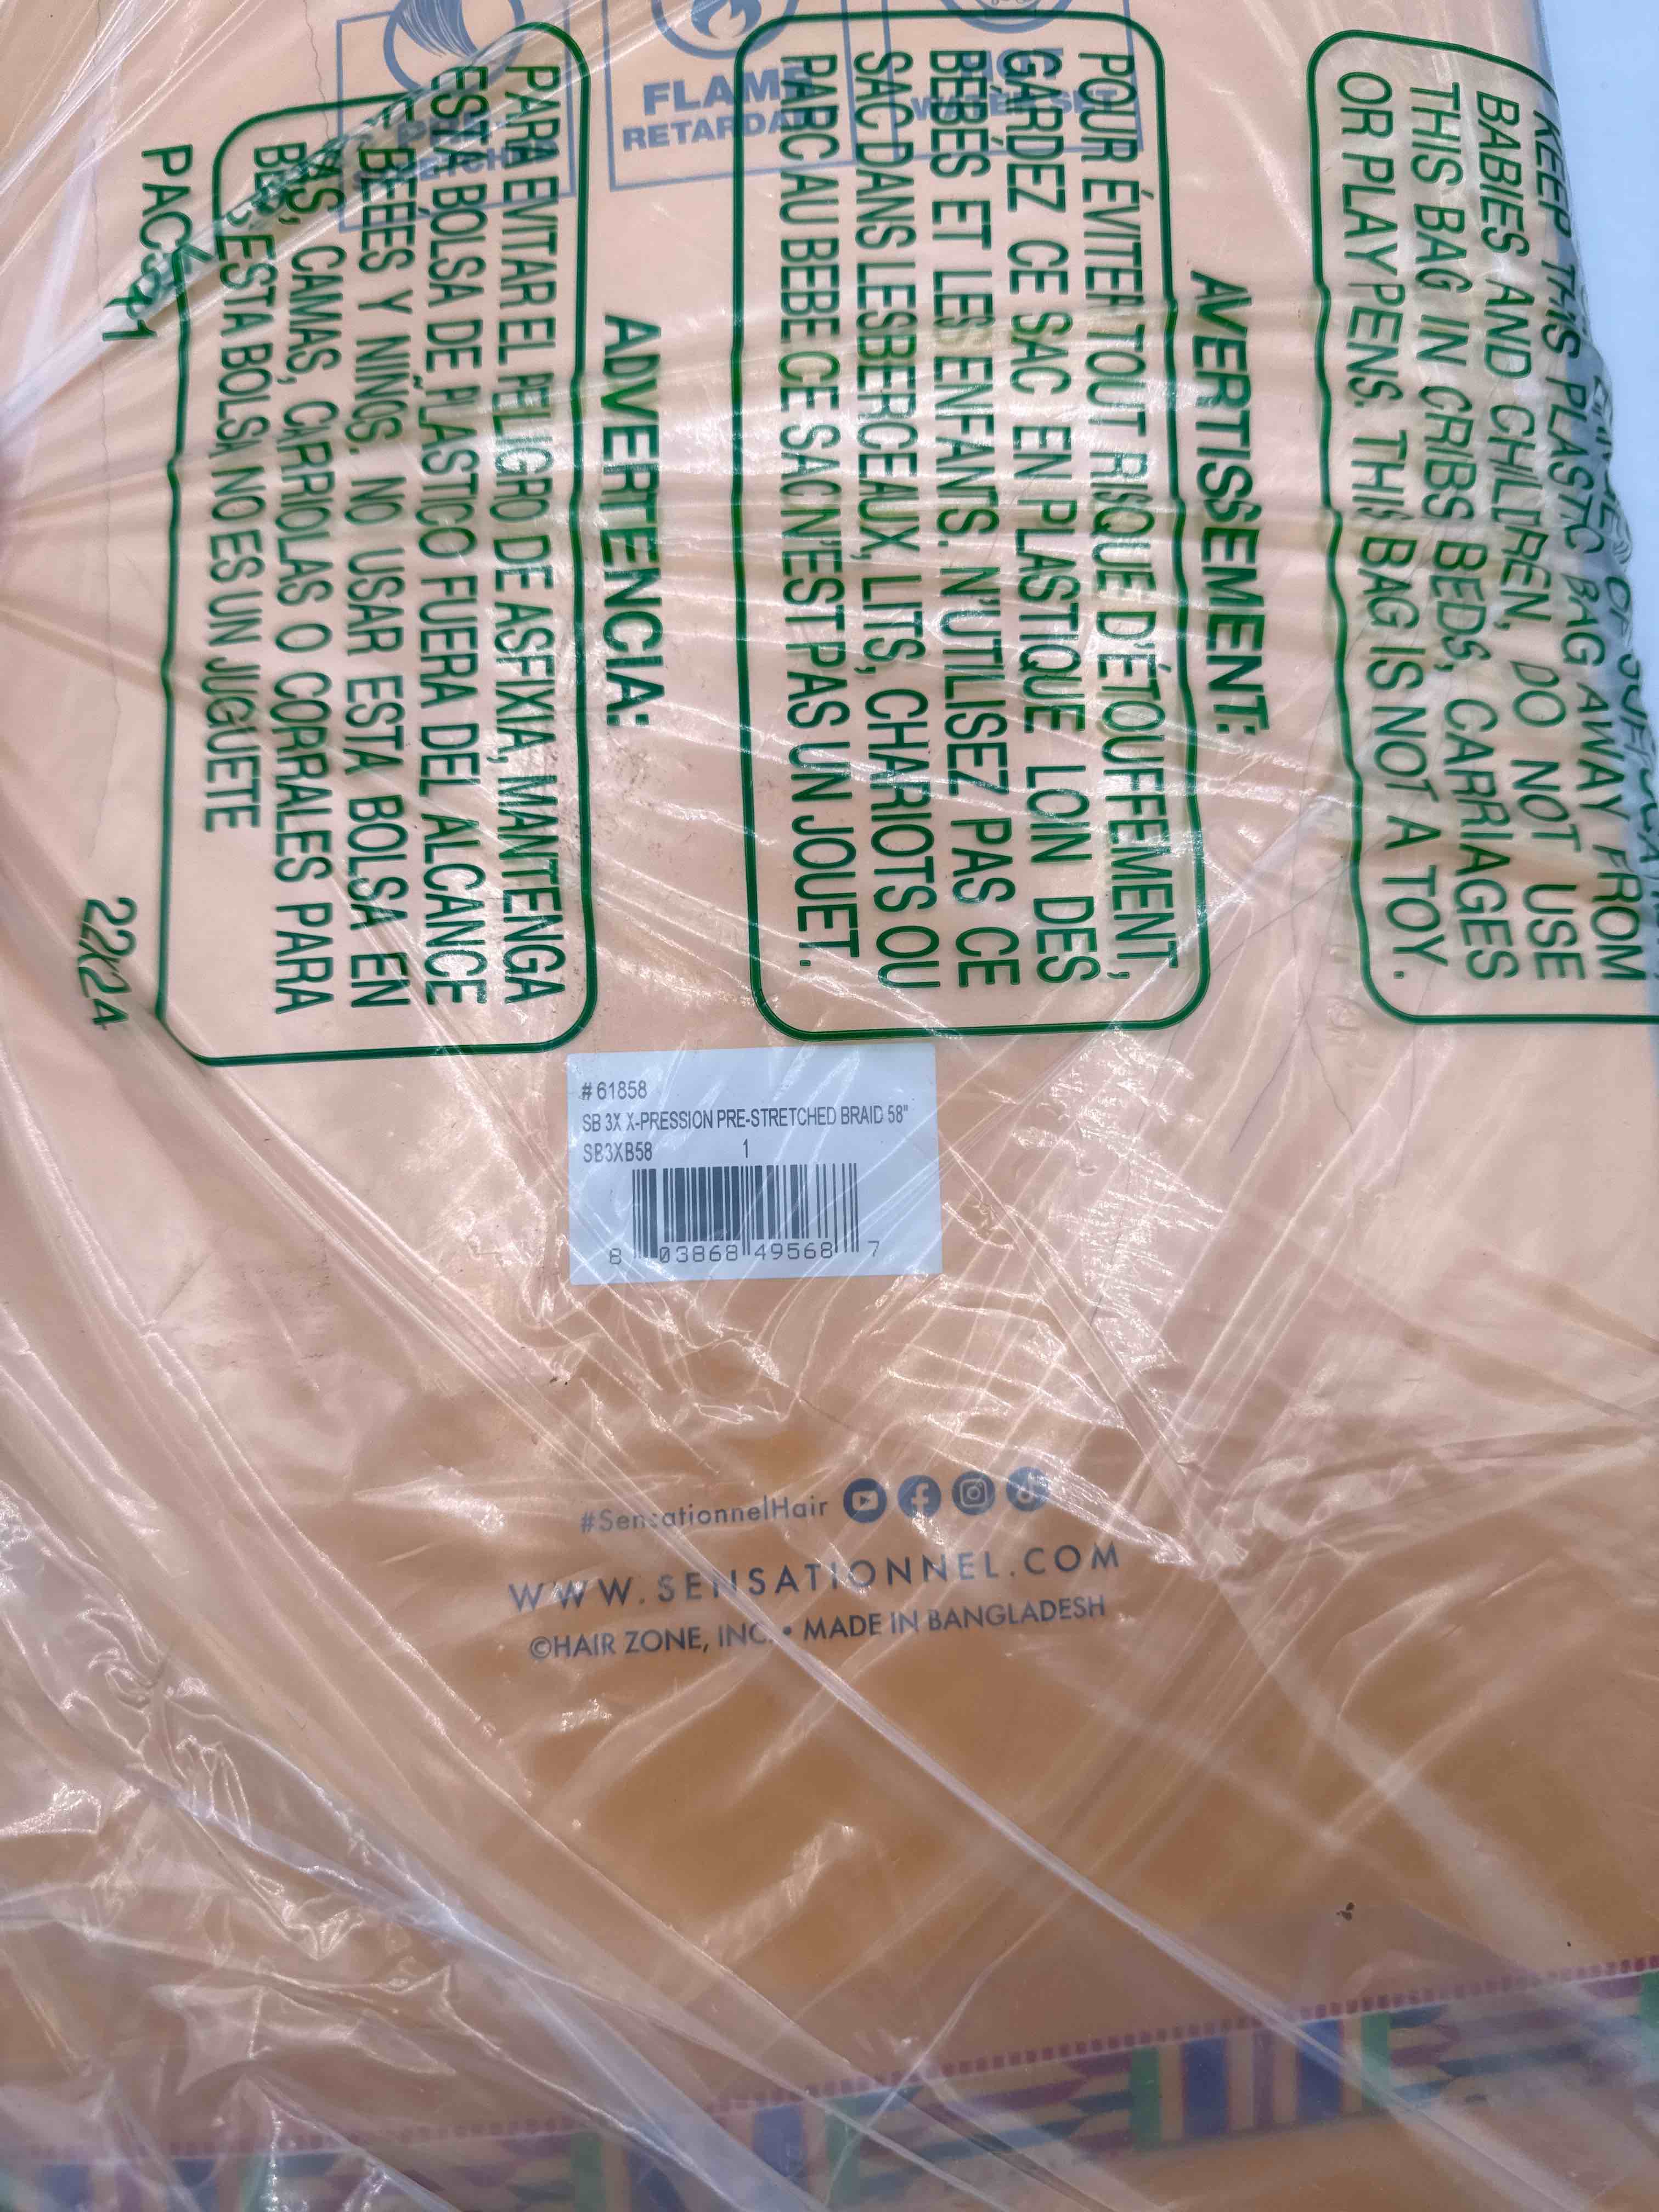 FLAME
RETARDA
KEEP THIS PLASTIC BAG AWAY FROM
BABIES AND CHILDREN, DO NOT USE
THIS BAG IN CRIBS BEDS, CARRIAGES
OR PLAY PENS. THIS BAG IS NOT A TOY.
AVERTISSEMENT:
POUR ÉVITER TOUT RISQUE D'ÉTOUFFEMENT,
GARDEZ CE SAC EN PLASTIQUE LOIN DES
BÉBÉS ET LES ENFANTS. N'UTILISEZ PAS CE
SAC DANS LESBERCEAUX, LITS, CHARIOTS OU
PARC AU BEBE CE SAC N'EST PAS UN JOUET.
ADVERTENCIA:
PARA EVITAR EL PELIGRO DE ASFIXIA, MANTENGA
ESTA BOLSA DE PLASTICO FUERA DEL ALCANCE
BEBES Y NIÑOS. NO USAR ESTA BOLSA EN
CAMAS, CARRIOLAS O CORRALES PARA
ESTA BOLSA NO ES UN JUGUETE
22X24
# 61858
SB 3X X-PRESSION PRE-STRETCHED BRAID 58"
SB3XB58 1
8 03868 49568 7
#SensationnelHair
WWW.SENSATIONNEL.COM
©HAIR ZONE, INC. • MADE IN BANGLADESH